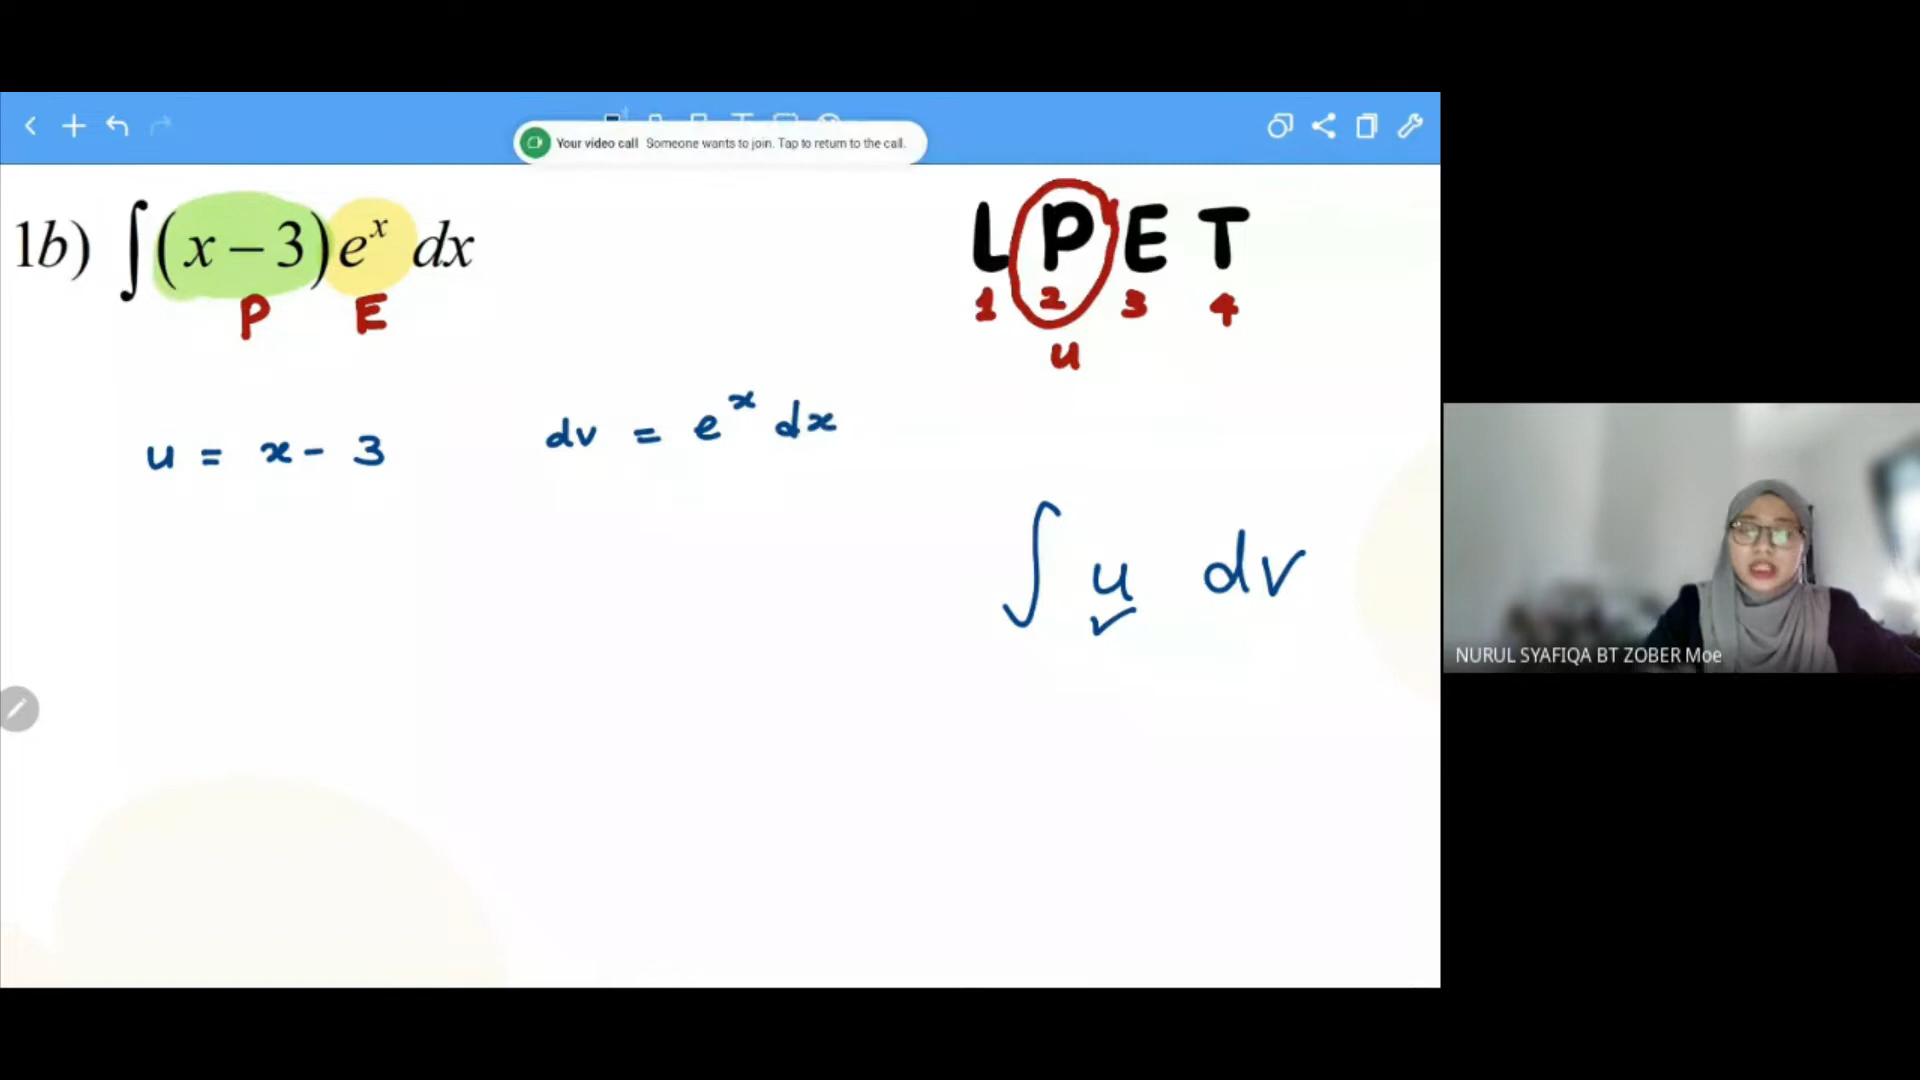 Your video call Someone wants to join. Tap to return to the call.
1b) ∫(x − 3)eˣ dx
P E
L P E T
1 2 3 4
u
u = x - 3
dv = eˣ dx
∫ u dv
NURUL SYAFIQA BT ZOBER Moe